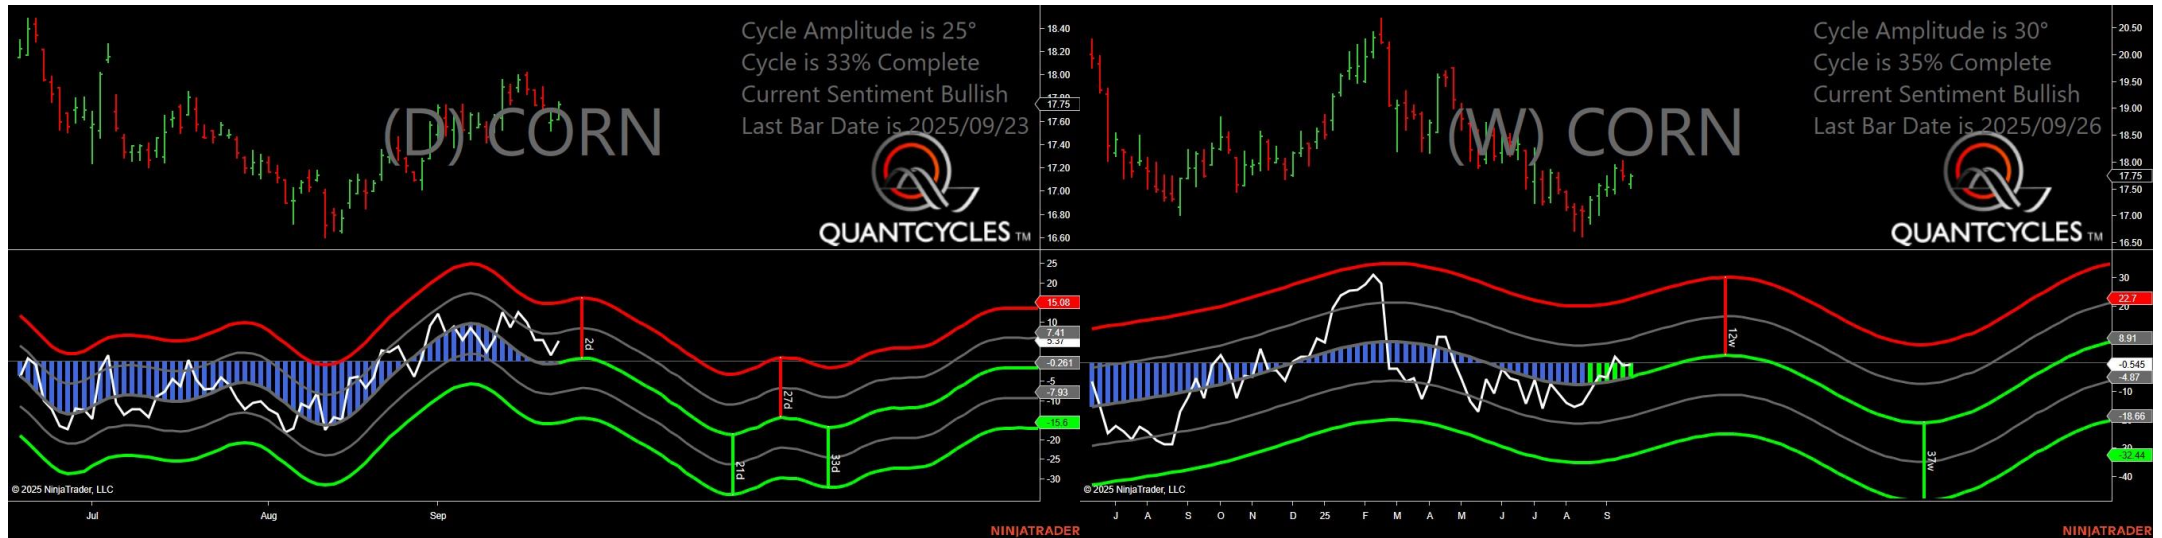 Cycle Amplitude is 25°
Cycle is 33% Complete
Current Sentiment Bullish
Last Bar Date is 2025/09/23
(D) CORN
QUANTCYCLES TM
18.40
18.20
18.00
17.80
17.75
17.60
17.40
17.20
17.00
16.80
16.60
25
20
15.08
10
7.41
5.37
-0.261
-5
-7.93
-10
-15.6
-20
-25
-30
2d
21d
27d
33d
© 2025 NinjaTrader, LLC
Jul
Aug
Sep
NINJATRADER
Cycle Amplitude is 30°
Cycle is 35% Complete
Current Sentiment Bullish
Last Bar Date is 2025/09/26
(W) CORN
QUANTCYCLES TM
20.50
20.00
19.50
19.00
18.50
18.00
17.75
17.50
17.00
16.50
30
22.7
20
8.91
-0.545
-4.87
-10
-18.66
-30
-32.44
-40
12w
37w
© 2025 NinjaTrader, LLC
J A S O N D 25 F M A M J J A S
NINJATRADER